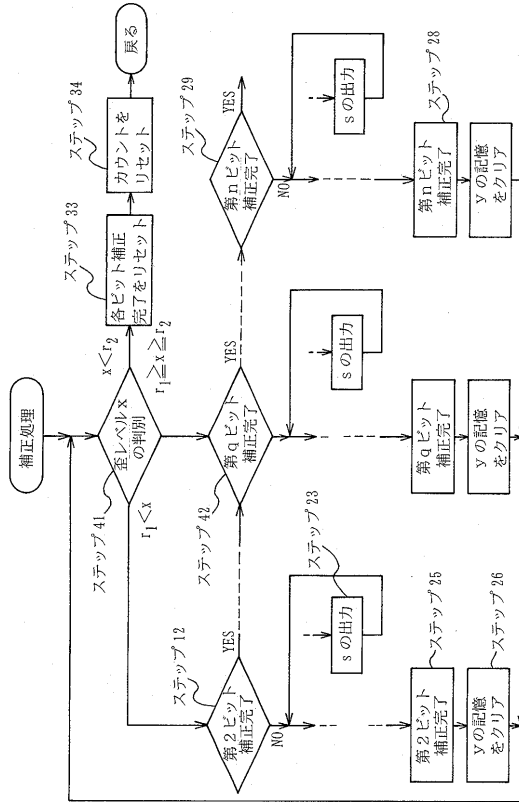 補正処理
ステップ41
歪レベルx
の判別
x<r2
r1≧x≧r2
r1<x
ステップ33
各ビット補正
完了をリセット
ステップ34
カウントを
リセット
戻る
ステップ12
第2ビット
補正完了
YES
NO
ステップ42
第qビット
補正完了
YES
ステップ29
第nビット
補正完了
YES
NO
ステップ23
sの出力
sの出力
sの出力
ステップ25
第2ビット
補正完了
第qビット
補正完了
ステップ28
第nビット
補正完了
ステップ26
yの記憶
をクリア
yの記憶
をクリア
yの記憶
をクリア